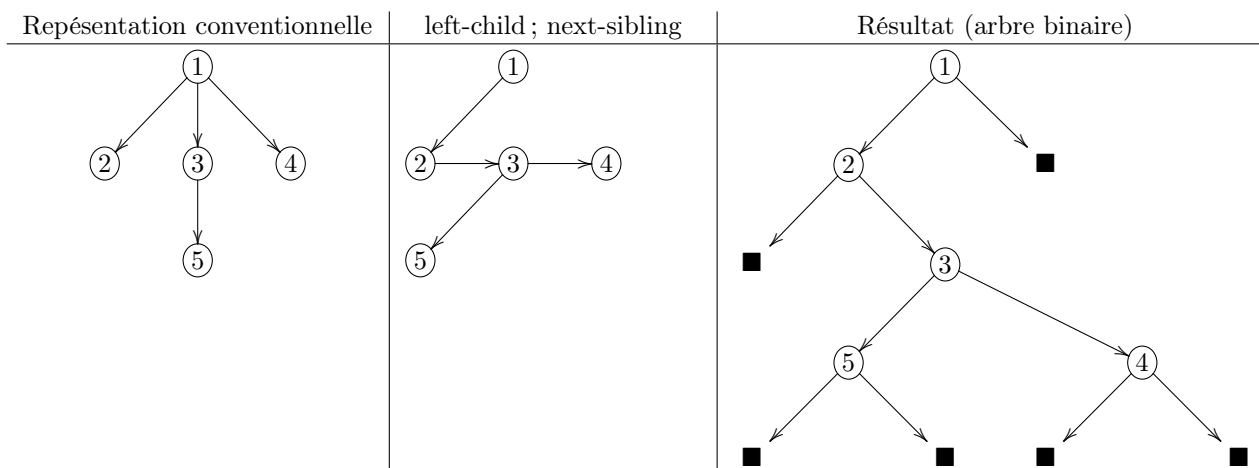 Repésentation conventionnelle
left-child ; next-sibling
Résultat (arbre binaire)
1
2 3 4
5
1
2 3 4
5
1
2
3
5 4